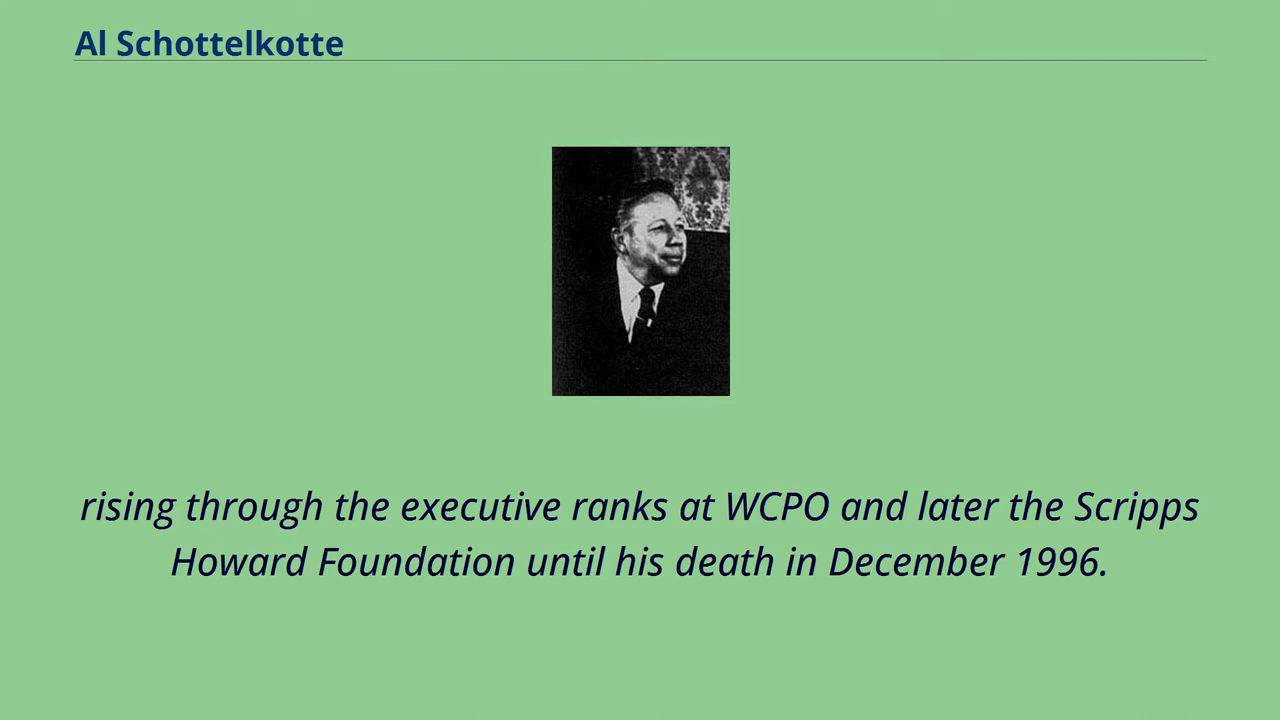 Al Schottelkotte
rising through the executive ranks at WCPO and later the Scripps
Howard Foundation until his death in December 1996.